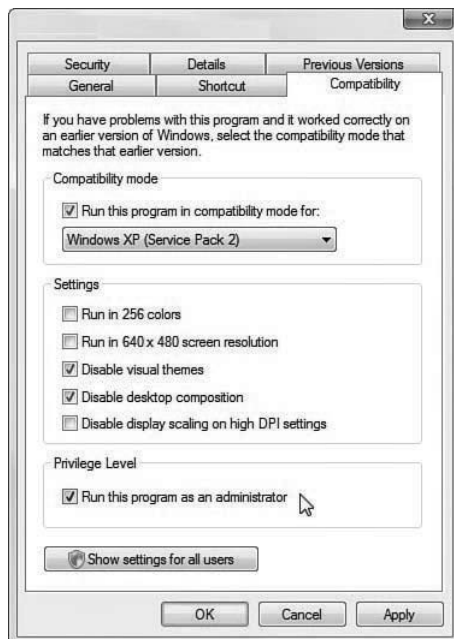 Security Details Previous Versions
General Shortcut Compatibility
If you have problems with this program and it worked correctly on
an earlier version of Windows, select the compatibility mode that
matches that earlier version.
Compatibility mode
Run this program in compatibility mode for:
Windows XP (Service Pack 2)
Settings
Run in 256 colors
Run in 640 x 480 screen resolution
Disable visual themes
Disable desktop composition
Disable display scaling on high DPI settings
Privilege Level
Run this program as an administrator
Show settings for all users
OK Cancel Apply